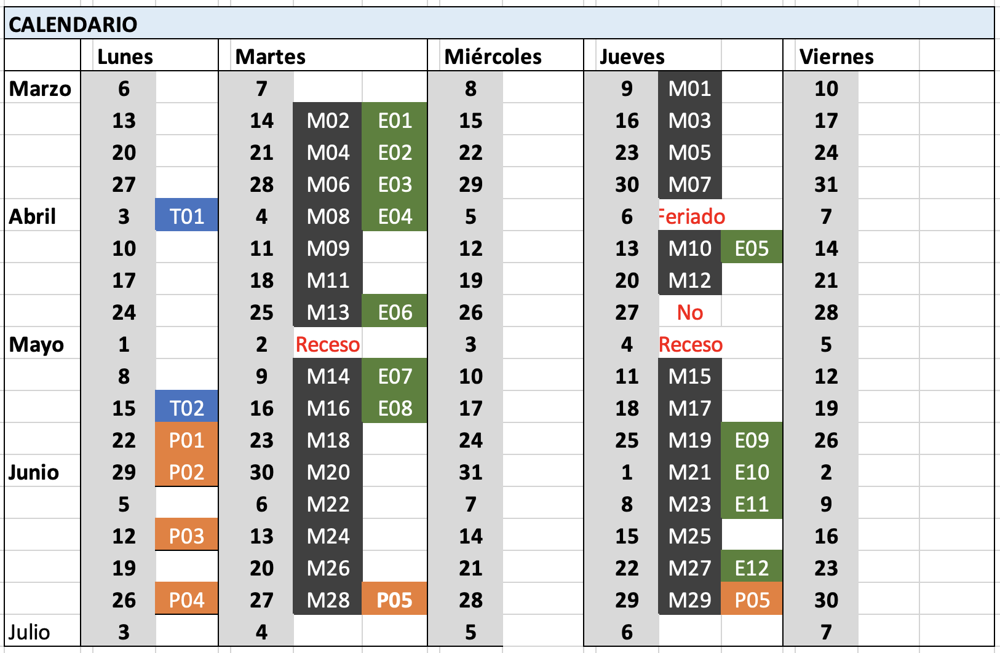 CALENDARIO
Lunes Martes Miércoles Jueves Viernes
Marzo 6 7 8 9 M01 10
13 14 M02 E01 15 16 M03 17
20 21 M04 E02 22 23 M05 24
27 28 M06 E03 29 30 M07 31
Abril 3 T01 4 M08 E04 5 6 Feriado 7
10 11 M09 12 13 M10 E05 14
17 18 M11 19 20 M12 21
24 25 M13 E06 26 27 No 28
Mayo 1 2 Receso 3 4 Receso 5
8 9 M14 E07 10 11 M15 12
15 T02 16 M16 E08 17 18 M17 19
22 P01 23 M18 24 25 M19 E09 26
Junio 29 P02 30 M20 31 1 M21 E10 2
5 6 M22 7 8 M23 E11 9
12 P03 13 M24 14 15 M25 16
19 20 M26 21 22 M27 E12 23
26 P04 27 M28 P05 28 29 M29 P05 30
Julio 3 4 5 6 7